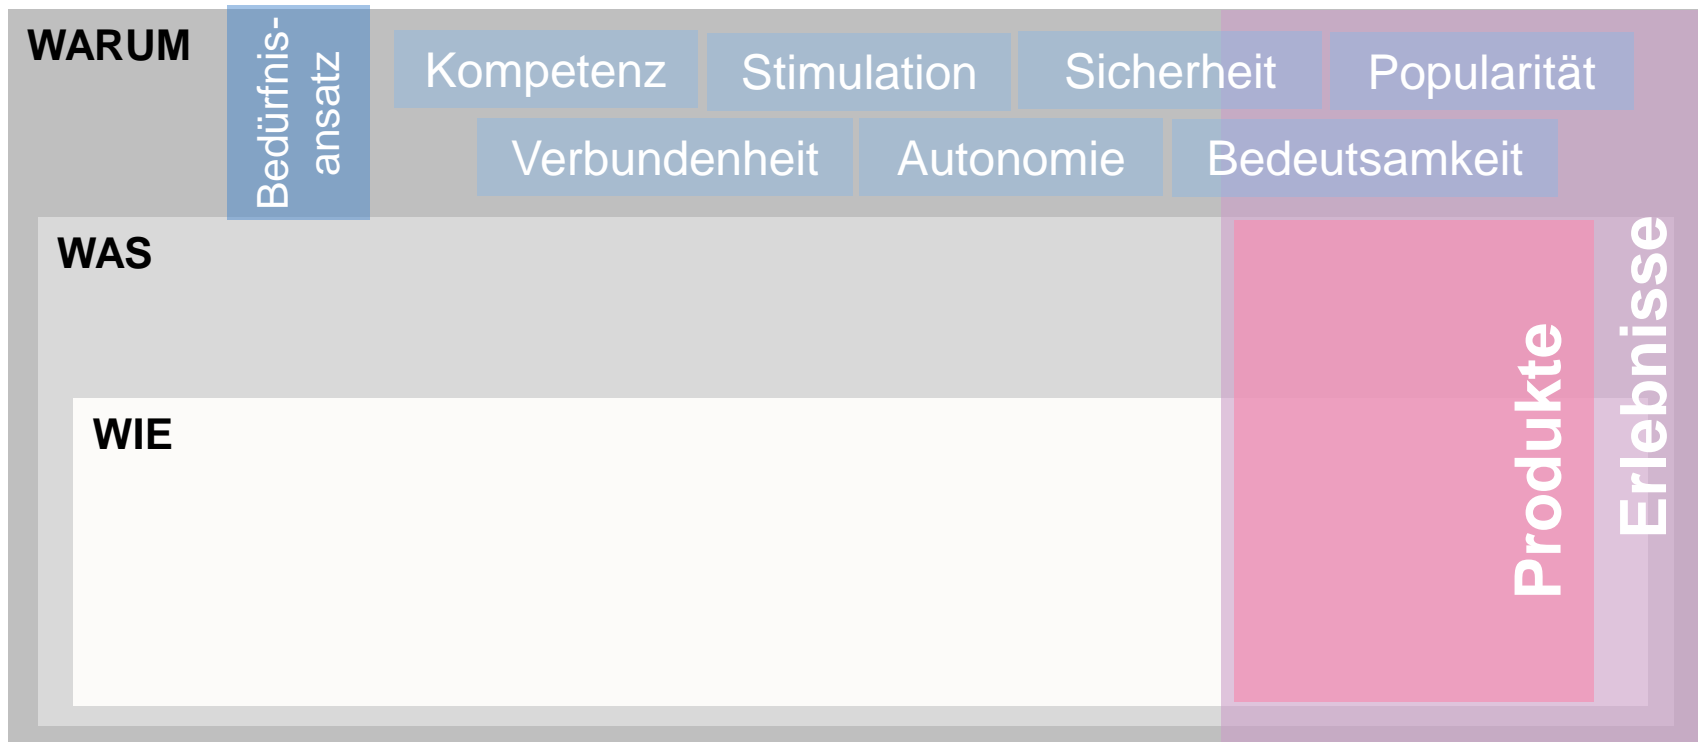 WARUM
Bedürfnis-
ansatz
Kompetenz
Stimulation
Sicherheit
Popularität
Verbundenheit
Autonomie
Bedeutsamkeit
WAS
WIE
Produkte
Erlebnisse